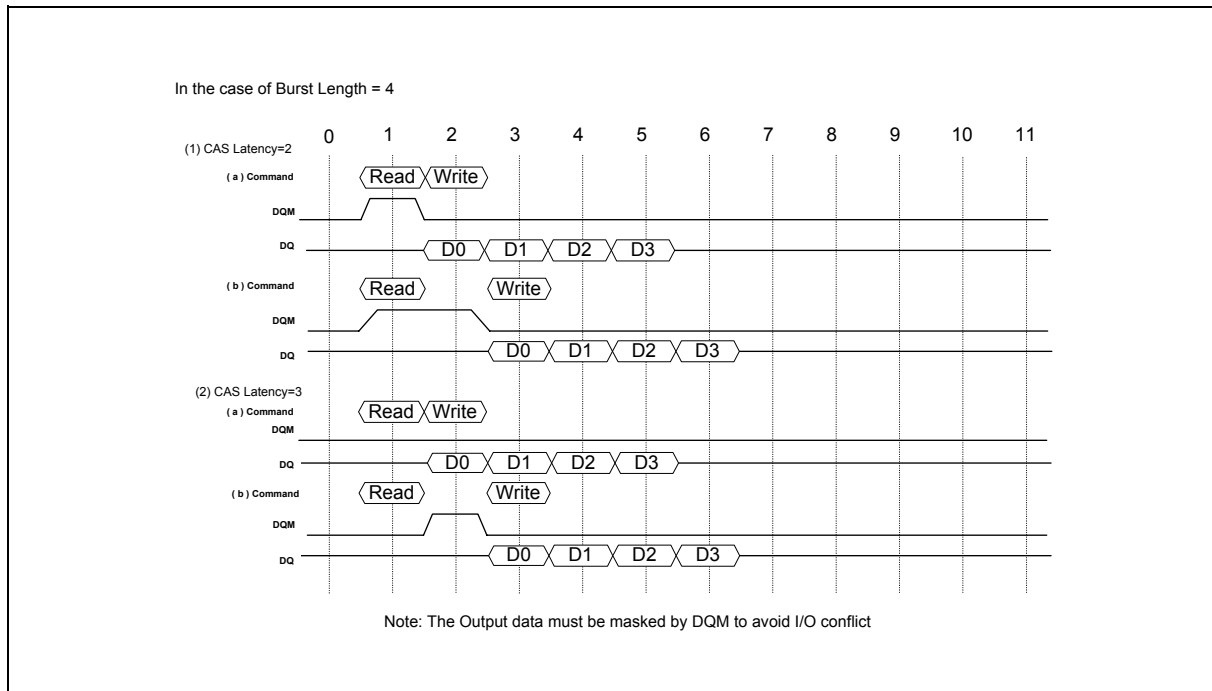 In the case of Burst Length = 4
0 1 2 3 4 5 6 7 8 9 10 11
(1) CAS Latency=2
( a ) Command Read Write
DQM
DQ D0 D1 D2 D3
( b ) Command Read Write
DQM
DQ D0 D1 D2 D3
(2) CAS Latency=3
( a ) Command Read Write
DQM
DQ D0 D1 D2 D3
( b ) Command Read Write
DQM
DQ D0 D1 D2 D3
Note: The Output data must be masked by DQM to avoid I/O conflict